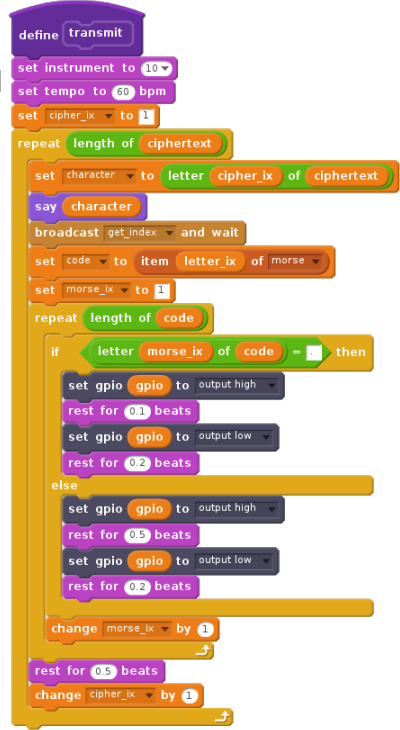 define transmit
set instrument to 10
set tempo to 60 bpm
set cipher_ix to 1
repeat length of ciphertext
set character to letter cipher_ix of ciphertext
say character
broadcast get_index and wait
set code to item letter_ix of morse
set morse_ix to 1
repeat length of code
if letter morse_ix of code = . then
set gpio gpio to output high
rest for 0.1 beats
set gpio gpio to output low
rest for 0.2 beats
else
set gpio gpio to output high
rest for 0.5 beats
set gpio gpio to output low
rest for 0.2 beats
change morse_ix by 1
rest for 0.5 beats
change cipher_ix by 1